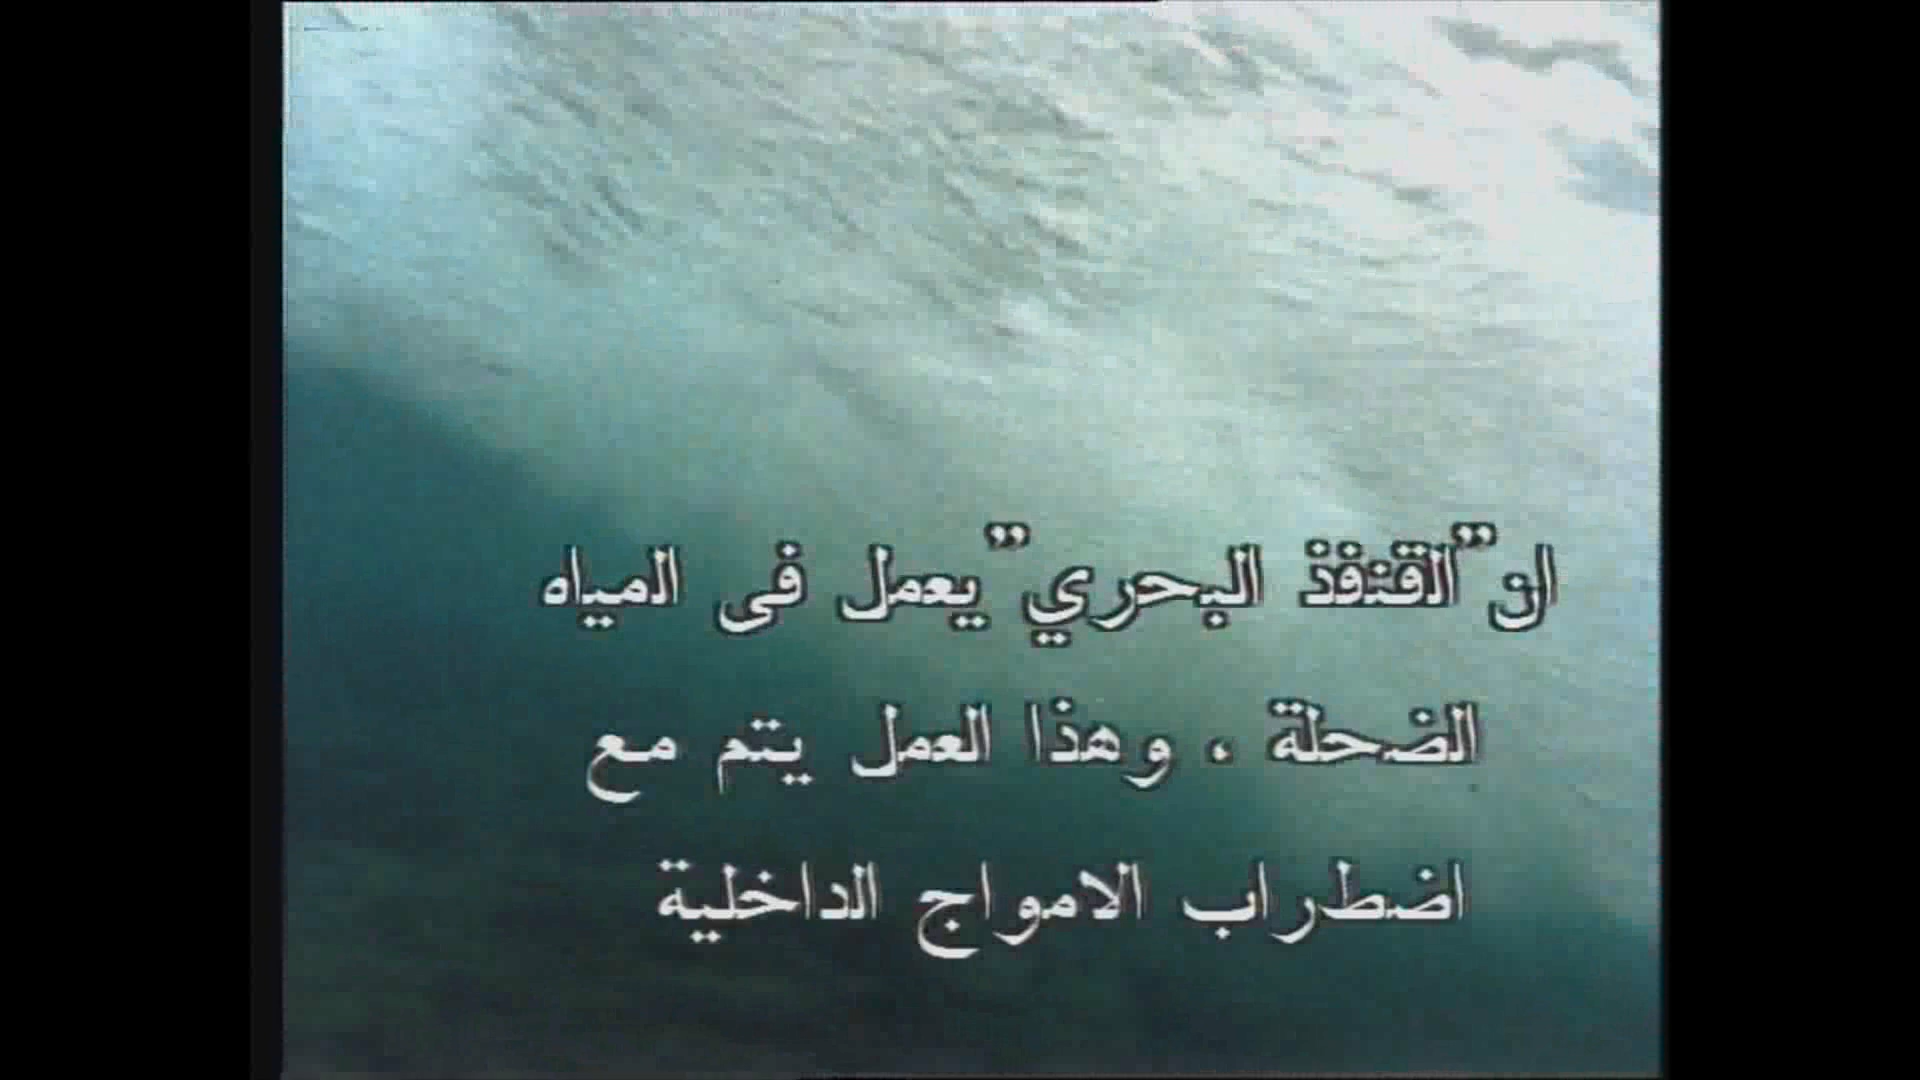 ان "القنفذ البحري" يعمل فى المياه
الضحلة ، وهذا العمل يتم مع
اضطراب الامواج الداخلية